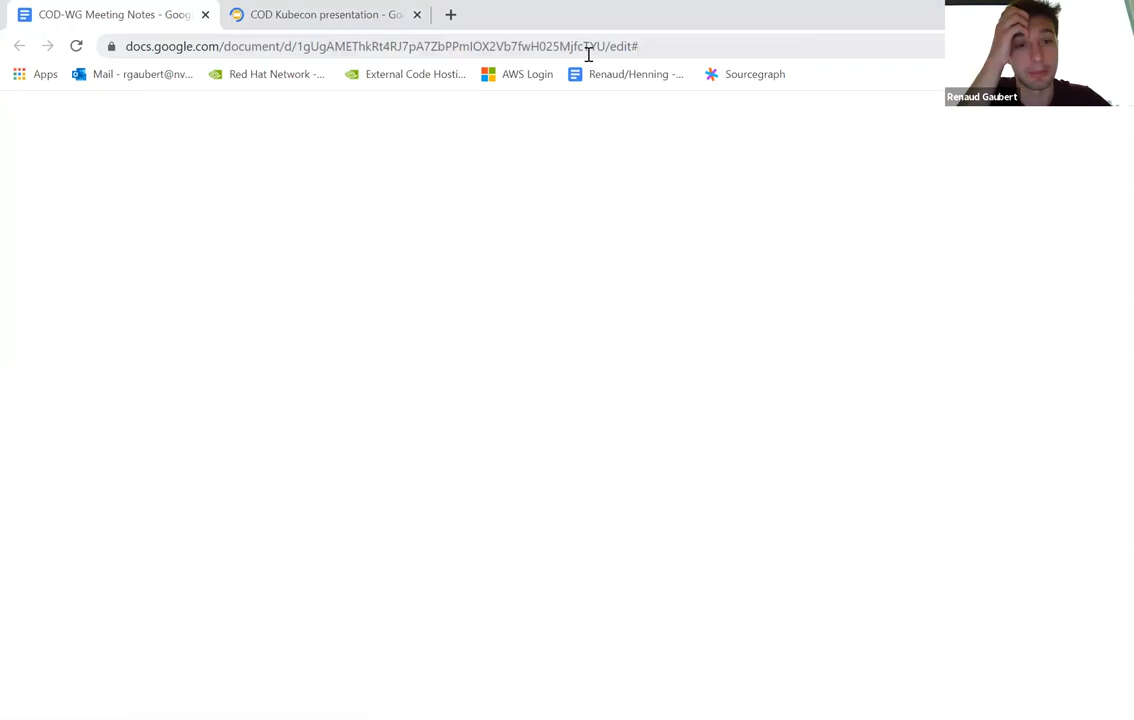 COD-WG Meeting Notes - Goog
COD Kubecon presentation - Go
docs.google.com/document/d/1gUgAMEThkRt4RJ7pA7ZbPPmIOX2Vb7fwH025MjfcTYU/edit#
Apps
Mail - rgaubert@nv...
Red Hat Network -...
External Code Hosti...
AWS Login
Renaud/Henning -...
Sourcegraph
Renaud Gaubert